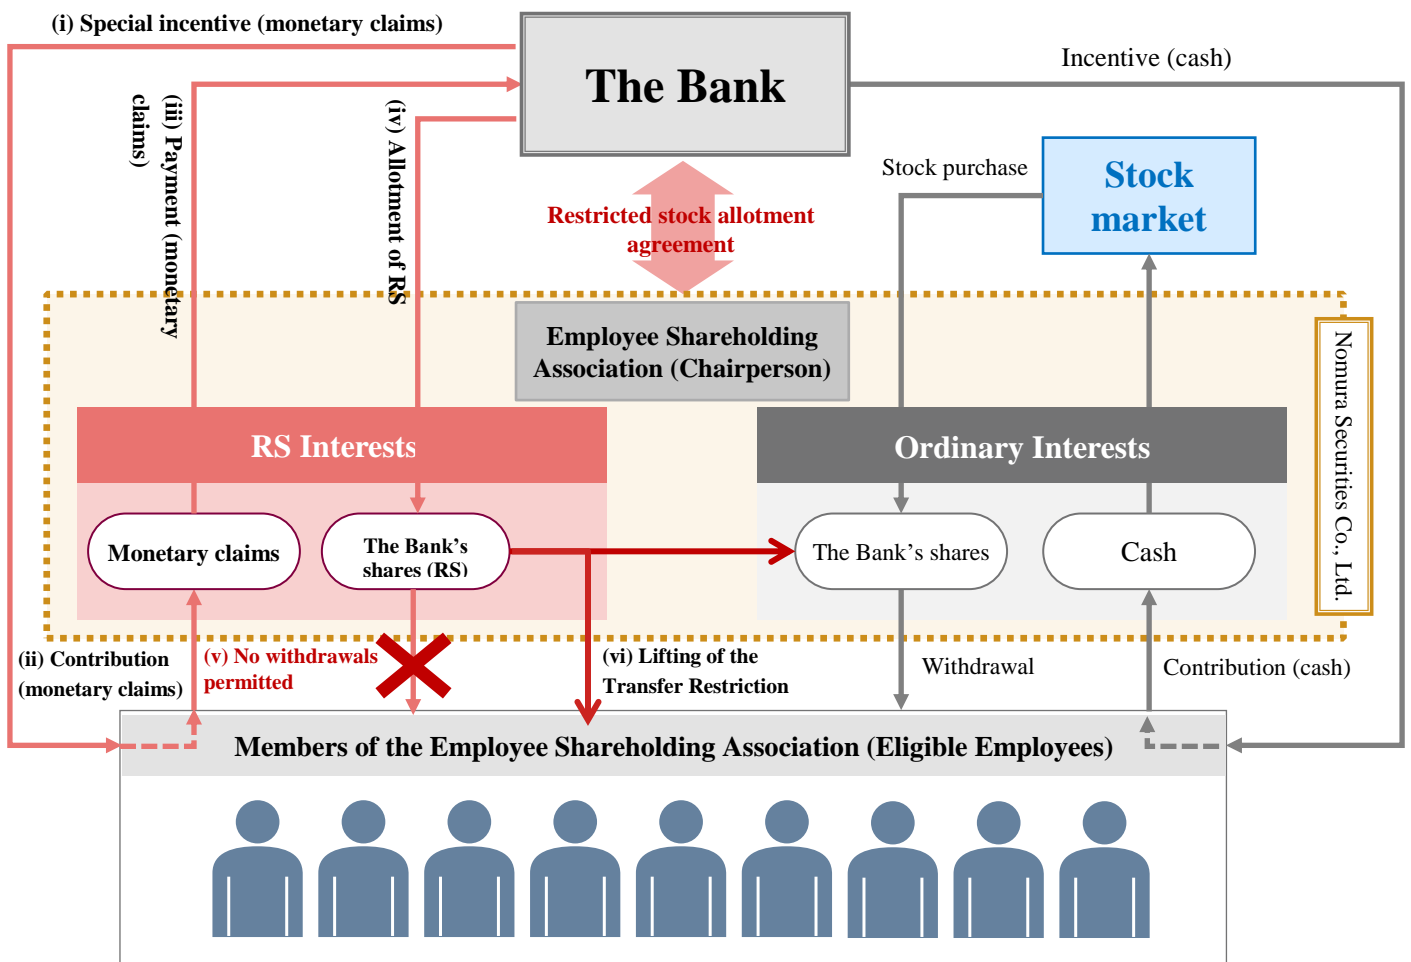 (i) Special incentive (monetary claims)
The Bank
Incentive (cash)
(iii) Payment (monetary
claims)
(iv) Allotment of RS
Stock purchase
Stock
market
Restricted stock allotment
agreement
Employee Shareholding
Association (Chairperson)
Nomura Securities Co., Ltd.
RS Interests
Ordinary Interests
Monetary claims
The Bank’s
shares (RS)
The Bank’s shares
Cash
(ii) Contribution
(monetary claims)
(v) No withdrawals
permitted
(vi) Lifting of the
Transfer Restriction
Withdrawal
Contribution (cash)
Members of the Employee Shareholding Association (Eligible Employees)